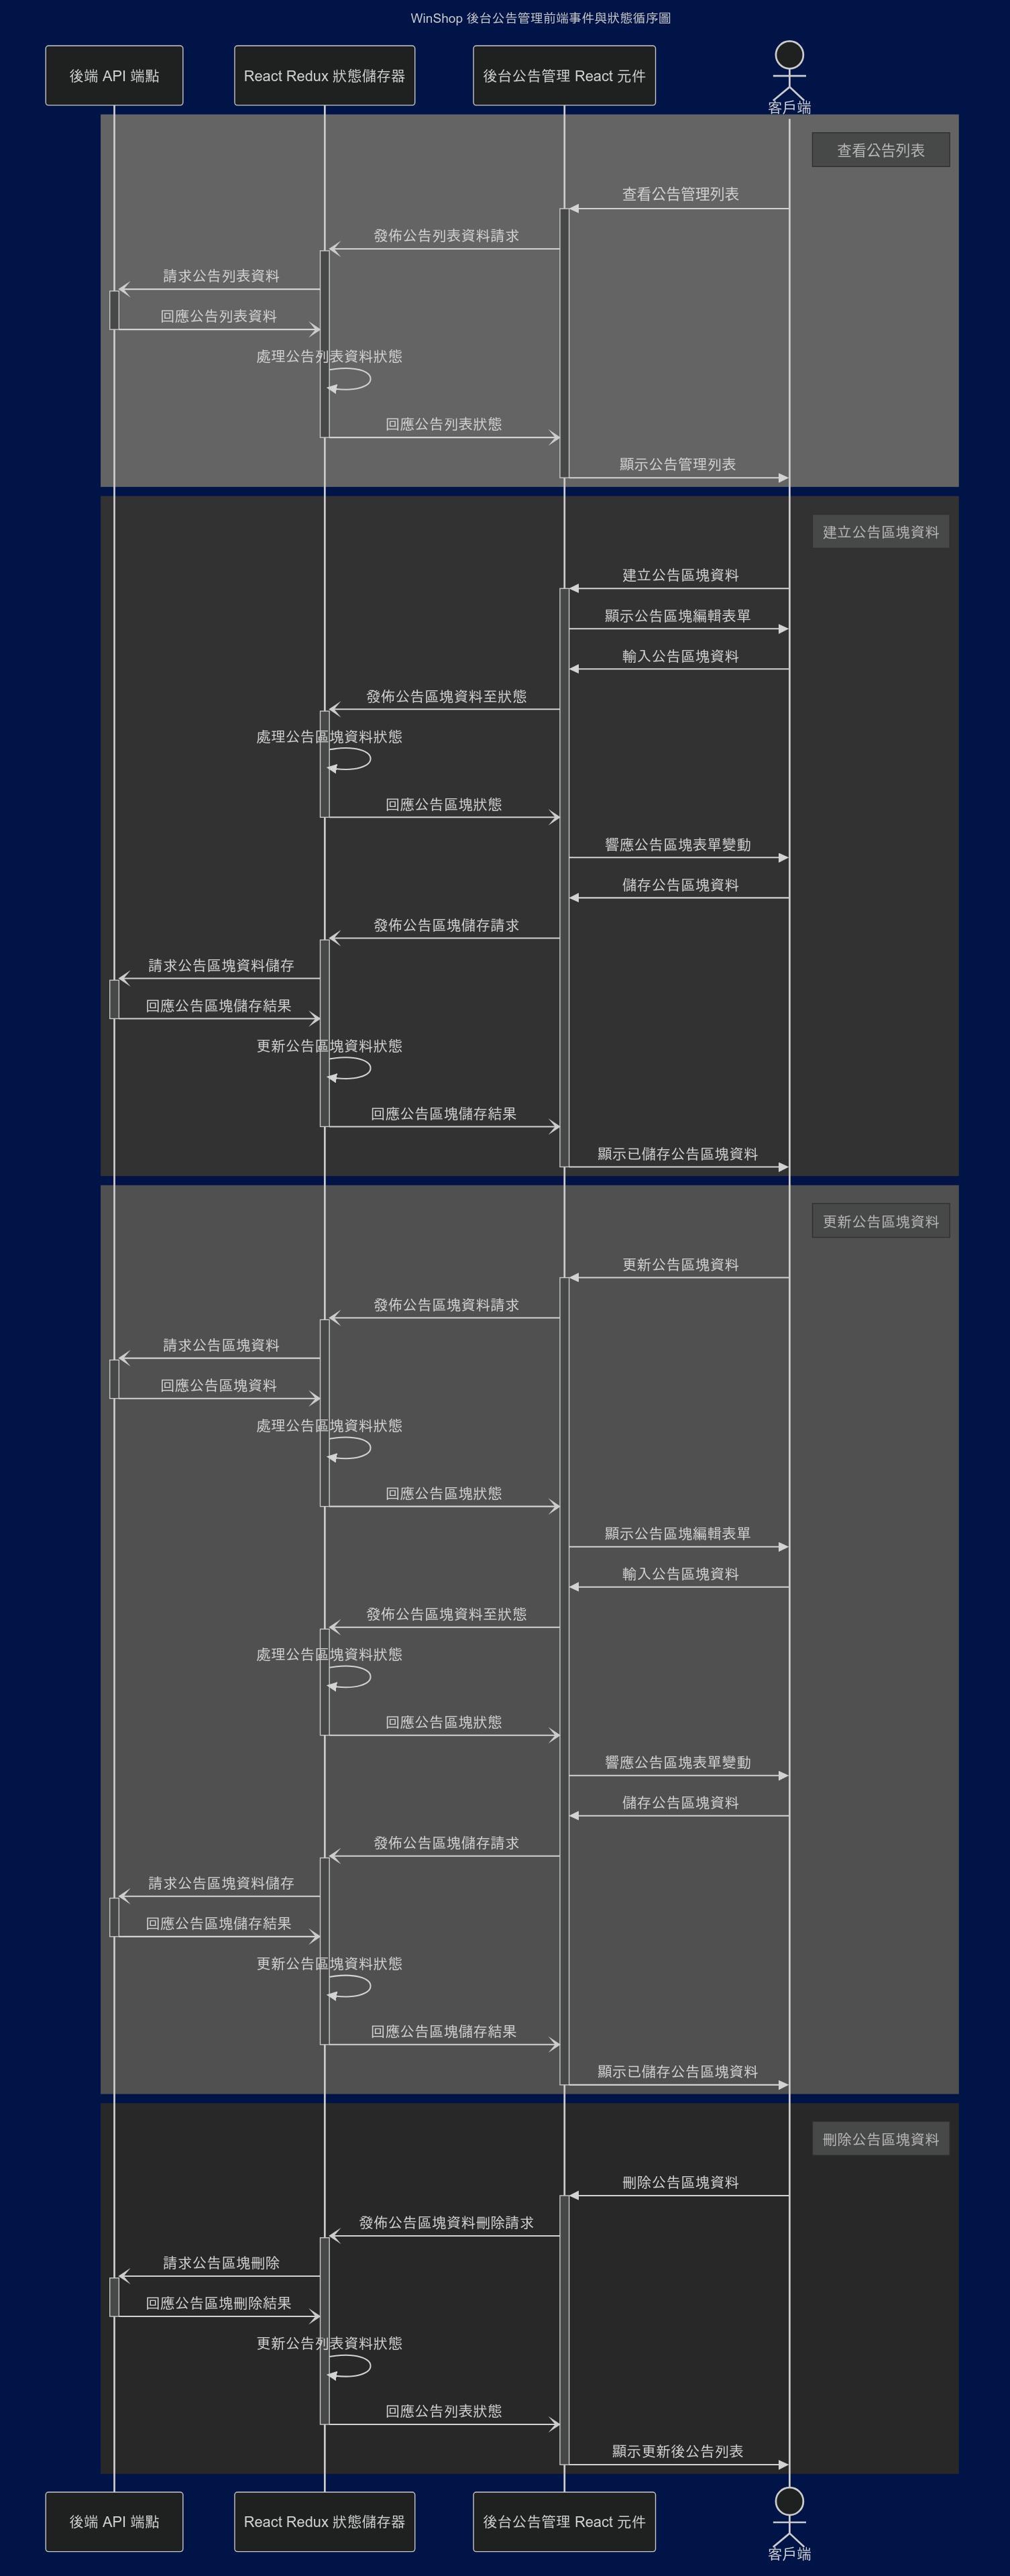 WinShop 後台公告管理前端事件與狀態循序圖
後端 API 端點
React Redux 狀態儲存器
後台公告管理 React 元件
客戶端
查看公告列表
查看公告管理列表
發佈公告列表資料請求
請求公告列表資料
回應公告列表資料
處理公告列表資料狀態
回應公告列表狀態
顯示公告管理列表
建立公告區塊資料
建立公告區塊資料
顯示公告區塊編輯表單
輸入公告區塊資料
發佈公告區塊資料至狀態
處理公告區塊資料狀態
回應公告區塊狀態
響應公告區塊表單變動
儲存公告區塊資料
發佈公告區塊儲存請求
請求公告區塊資料儲存
回應公告區塊儲存結果
更新公告區塊資料狀態
回應公告區塊儲存結果
顯示已儲存公告區塊資料
更新公告區塊資料
更新公告區塊資料
發佈公告區塊資料請求
請求公告區塊資料
回應公告區塊資料
處理公告區塊資料狀態
回應公告區塊狀態
顯示公告區塊編輯表單
輸入公告區塊資料
發佈公告區塊資料至狀態
處理公告區塊資料狀態
回應公告區塊狀態
響應公告區塊表單變動
儲存公告區塊資料
發佈公告區塊儲存請求
請求公告區塊資料儲存
回應公告區塊儲存結果
更新公告區塊資料狀態
回應公告區塊儲存結果
顯示已儲存公告區塊資料
刪除公告區塊資料
刪除公告區塊資料
發佈公告區塊資料刪除請求
請求公告區塊刪除
回應公告區塊刪除結果
更新公告列表資料狀態
回應公告列表狀態
顯示更新後公告列表
後端 API 端點
React Redux 狀態儲存器
後台公告管理 React 元件
客戶端